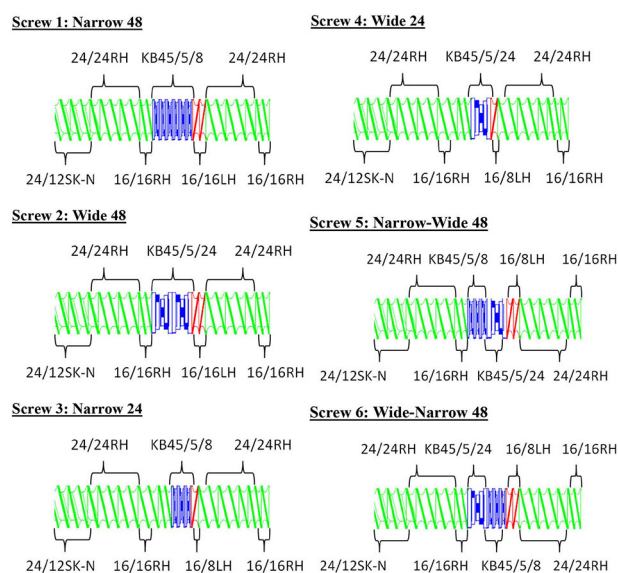 Screw 1: Narrow 48
24/24RH KB45/5/8 24/24RH
24/12SK-N 16/16RH 16/16LH 16/16RH
Screw 2: Wide 48
24/24RH KB45/5/24 24/24RH
24/12SK-N 16/16RH 16/16LH 16/16RH
Screw 3: Narrow 24
24/24RH KB45/5/8 24/24RH
24/12SK-N 16/16RH 16/8LH 16/16RH
Screw 4: Wide 24
24/24RH KB45/5/24 24/24RH
24/12SK-N 16/16RH 16/8LH 16/16RH
Screw 5: Narrow-Wide 48
24/24RH KB45/5/8 16/8LH 16/16RH
24/12SK-N 16/16RH KB45/5/24 24/24RH
Screw 6: Wide-Narrow 48
24/24RH KB45/5/24 16/8LH 16/16RH
24/12SK-N 16/16RH KB45/5/8 24/24RH